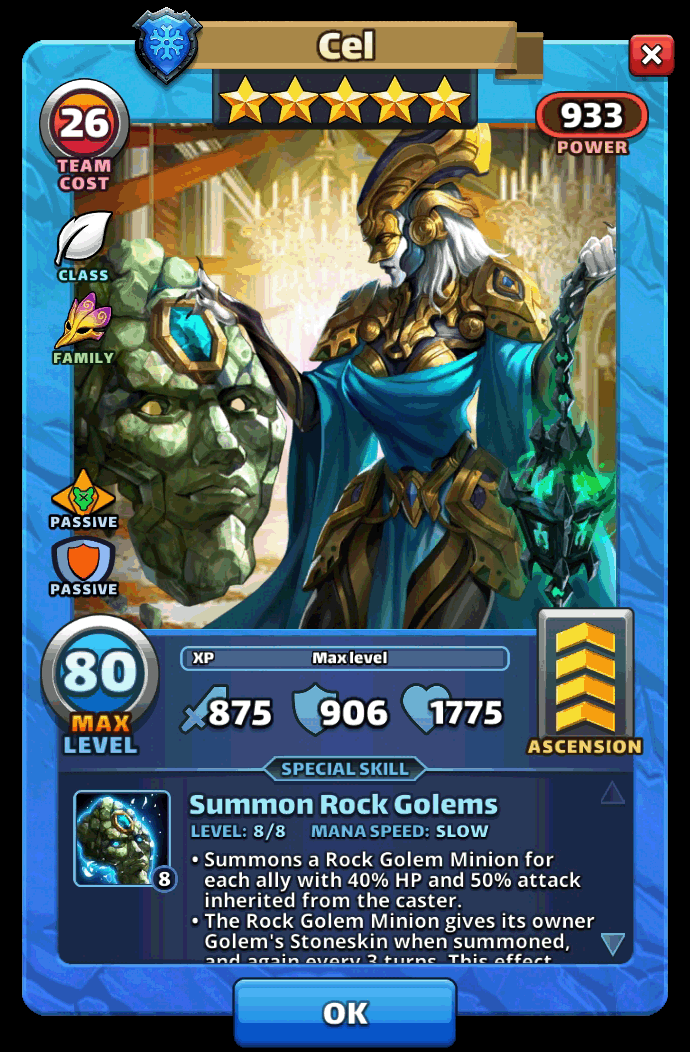 Cel
26
TEAM
COST
933
POWER
CLASS
FAMILY
PASSIVE
PASSIVE
80
MAX
LEVEL
XP Max level
875 906 1775
ASCENSION
SPECIAL SKILL
Summon Rock Golems
LEVEL: 8/8 MANA SPEED: SLOW
8
• Summons a Rock Golem Minion for
each ally with 40% HP and 50% attack
inherited from the caster.
• The Rock Golem Minion gives its owner
Golem's Stoneskin when summoned,
and again every 3 turns. This effect
OK